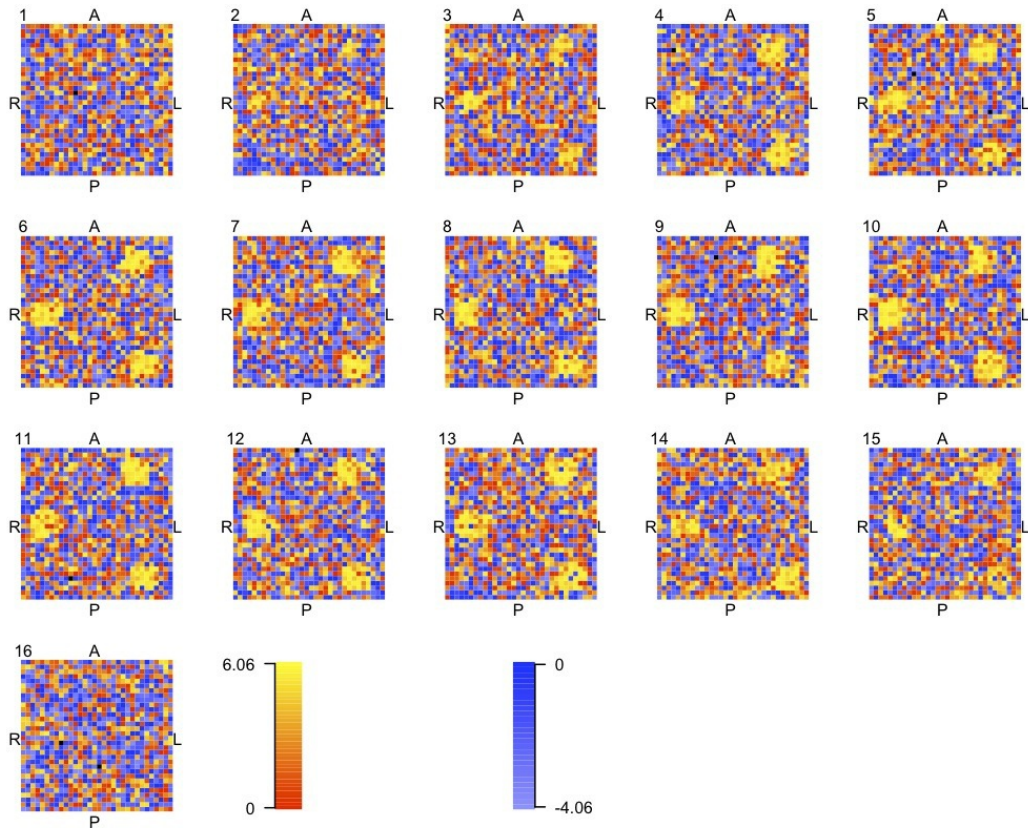 1 A 2 A 3 A 4 A 5 A
R L R L R L R L R L
P P P P P
6 A 7 A 8 A 9 A 10 A
R L R L R L R L R L
P P P P P
11 A 12 A 13 A 14 A 15 A
R L R L R L R L R L
P P P P P
16 A 6.06 0
R L
0 -4.06
P